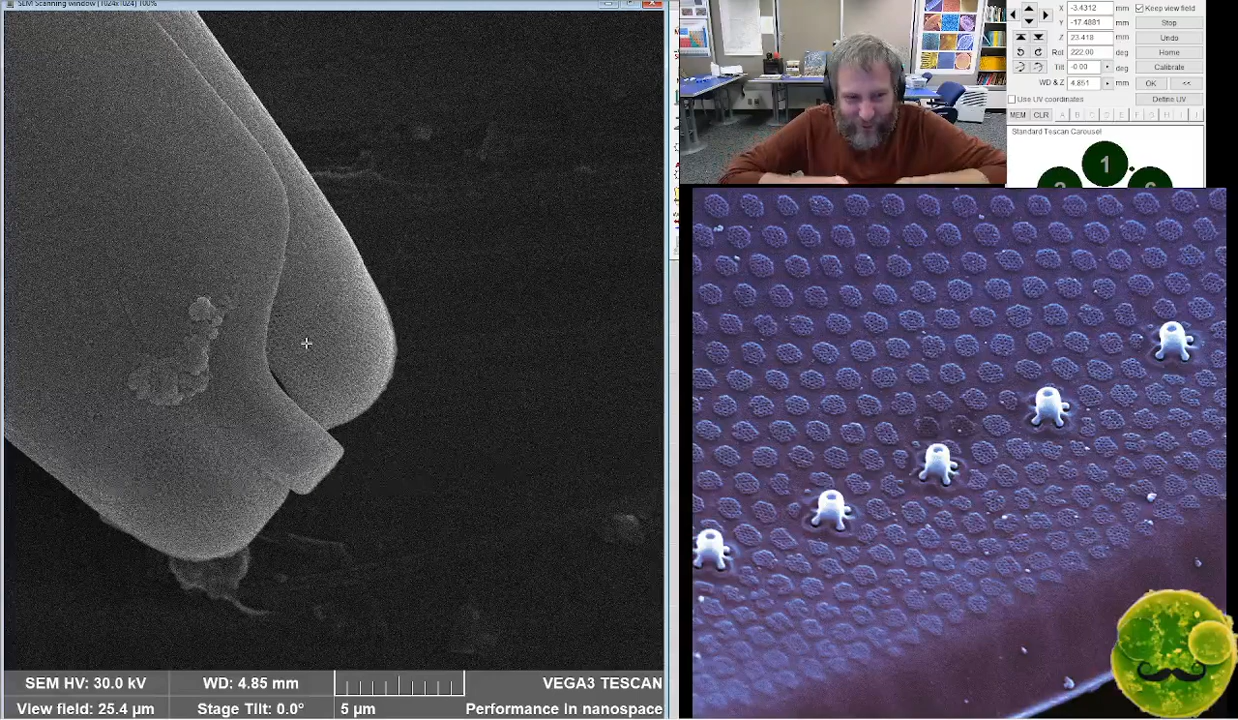 SEM Scanning window [1024x1024] 100%
X -3.4312 mm
Keep view field
Y -17.4881 mm
Stop
Z 23.418 mm
Undo
Rot 222.00 deg
Home
Tilt -0.00 deg
Calibrate
WD & Z 4.851 mm
OK <<
Use UV coordinates
Define UV
MEM CLR A B C D E F G H I
Standard Tescan Carousel
1
SEM HV: 30.0 kV WD: 4.85 mm VEGA3 TESCAN
View field: 25.4 µm Stage Tilt: 0.0° 5 µm Performance in nanospace